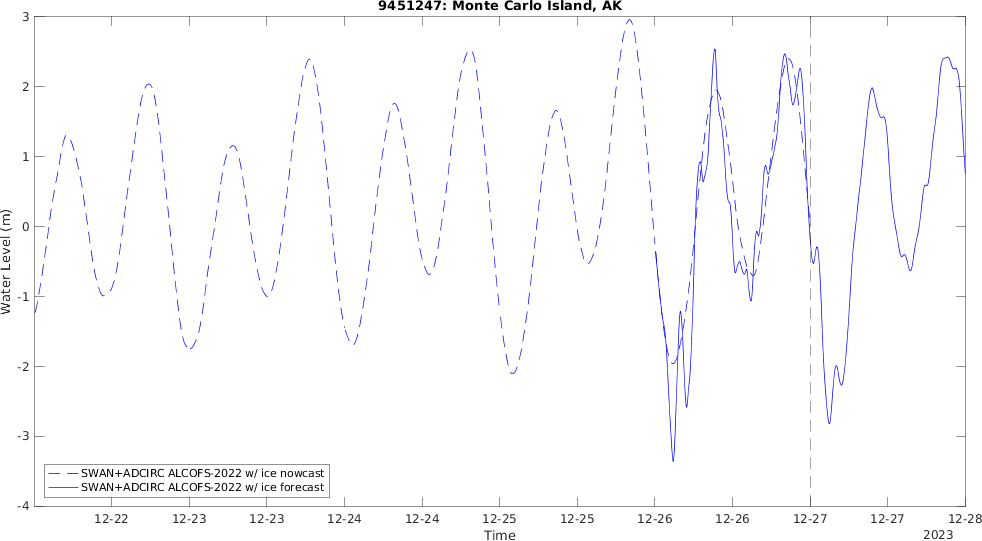 9451247: Monte Carlo Island, AK
3
2
1
0
-1
-2
-3
-4
Water Level (m)
SWAN+ADCIRC ALCOFS-2022 w/ ice nowcast
SWAN+ADCIRC ALCOFS-2022 w/ ice forecast
12-22 12-23 12-23 12-24 12-24 12-25 12-25 12-26 12-26 12-27 12-27 12-28
Time
2023